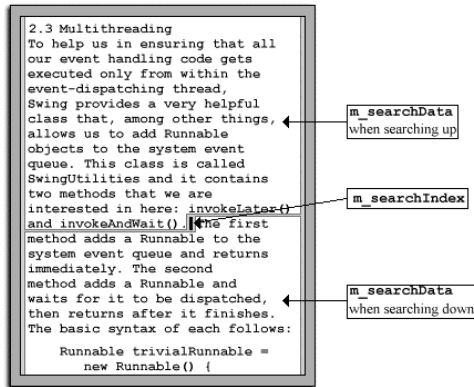 2.3 Multithreading
To help us in ensuring that all
our event handling code gets
executed only from within the
event-dispatching thread,
Swing provides a very helpful
class that, among other things,
allows us to add Runnable
objects to the system event
queue. This class is called
SwingUtilities and it contains
two methods that we are
interested in here: invokeLater()
and invokeAndWait(). The first
method adds a Runnable to the
system event queue and returns
immediately. The second
method adds a Runnable and
waits for it to be dispatched,
then returns after it finishes.
The basic syntax of each follows:
Runnable trivialRunnable =
new Runnable() {
m_searchData
when searching up
m_searchIndex
m_searchData
when searching down